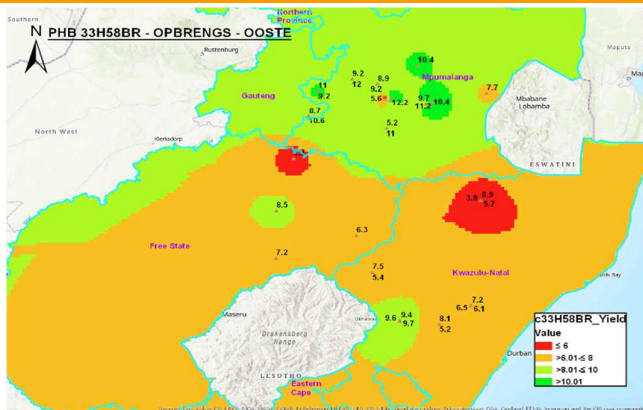 Southern
Northern
Province
N PHB 33H58BR - OPBRENGS - OOSTE
Rustenburg
Maputo
10.4
Mpumalanga
9.2
12
8.9
9.2
5.6
11
9.2
Gauteng
12.2
9.7
11.2
10.4
7.7
Mbabane
Lobamba
8.7
10.6
5.2
11
North West
Klerksdorp
ESWATINI
3.9
6.9
5.7
8.5
6.3
Free State
7.2
7.5
5.4
Kwazulu-Natal
7.2
6.5
6.1
Maseru
9.6
9.4
9.7
8.1
5.2
Drakensberg
Range
Durban
LESOTHO
Eastern
Cape
c33H58BR_Yield
Value
≤ 6
>6.01-≤ 8
>8.01-≤ 10
>10.01